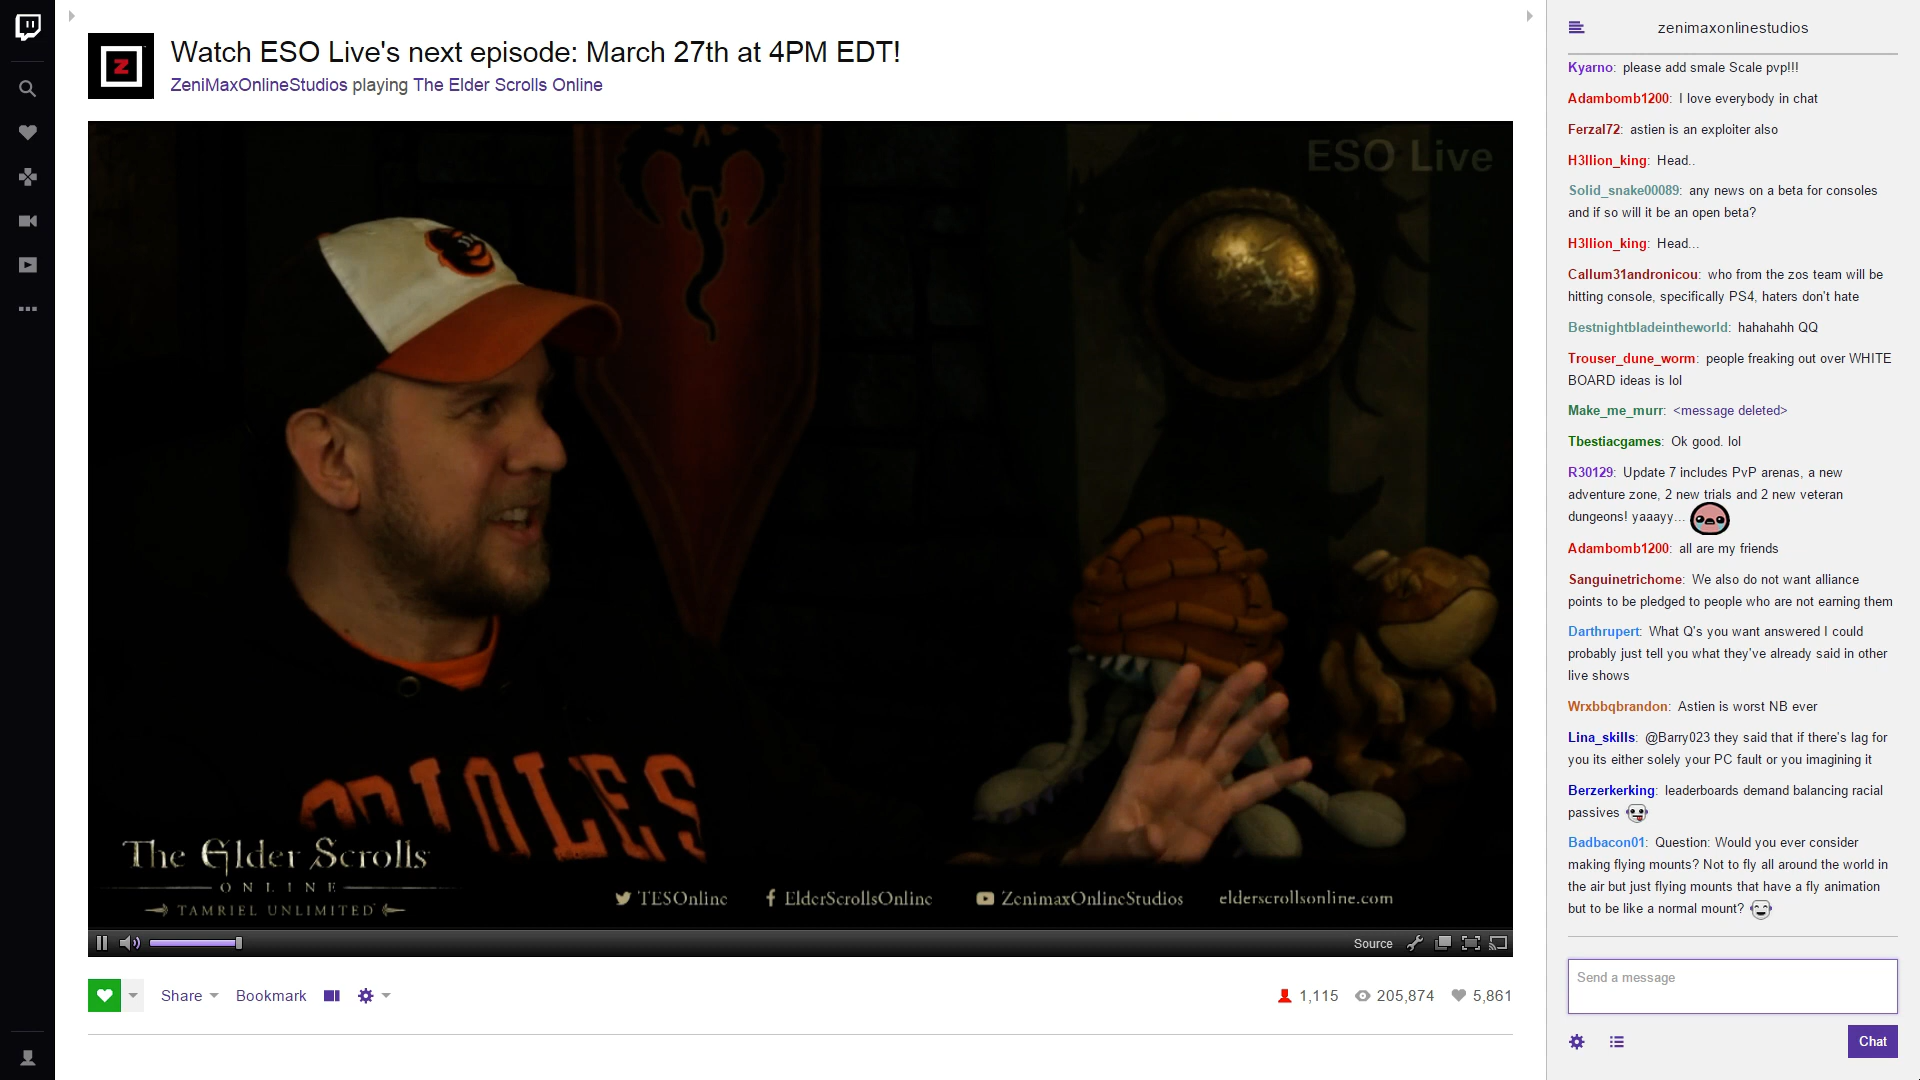 Watch ESO Live's next episode: March 27th at 4PM EDT!
ZeniMaxOnlineStudios playing The Elder Scrolls Online
ESO Live
ORIOLES
The Elder Scrolls
ONLINE
TAMRIEL UNLIMITED
TESOnline
ElderScrollsOnline
ZenimaxOnlineStudios
elderscrollsonline.com
Source
Share
Bookmark
1,115
205,874
5,861
zenimaxonlinestudios
Kyarno: please add smale Scale pvp!!!
Adambomb1200: I love everybody in chat
Ferzal72: astien is an exploiter also
H3llion_king: Head..
Solid_snake00089: any news on a beta for consoles
and if so will it be an open beta?
H3llion_king: Head...
Callum31andronicou: who from the zos team will be
hitting console, specifically PS4, haters don't hate
Bestnightbladeintheworld: hahahahh QQ
Trouser_dune_worm: people freaking out over WHITE
BOARD ideas is lol
Make_me_murr: <message deleted>
Tbestiacgames: Ok good. lol
R30129: Update 7 includes PvP arenas, a new
adventure zone, 2 new trials and 2 new veteran
dungeons! yaaayy...
Adambomb1200: all are my friends
Sanguinetrichome: We also do not want alliance
points to be pledged to people who are not earning them
Darthrupert: What Q's you want answered I could
probably just tell you what they've already said in other
live shows
Wrxbbqbrandon: Astien is worst NB ever
Lina_skills: @Barry023 they said that if there's lag for
you its either solely your PC fault or you imagining it
Berzerkerking: leaderboards demand balancing racial
passives
Badbacon01: Question: Would you ever consider
making flying mounts? Not to fly all around the world in
the air but just flying mounts that have a fly animation
but to be like a normal mount?
Send a message
Chat